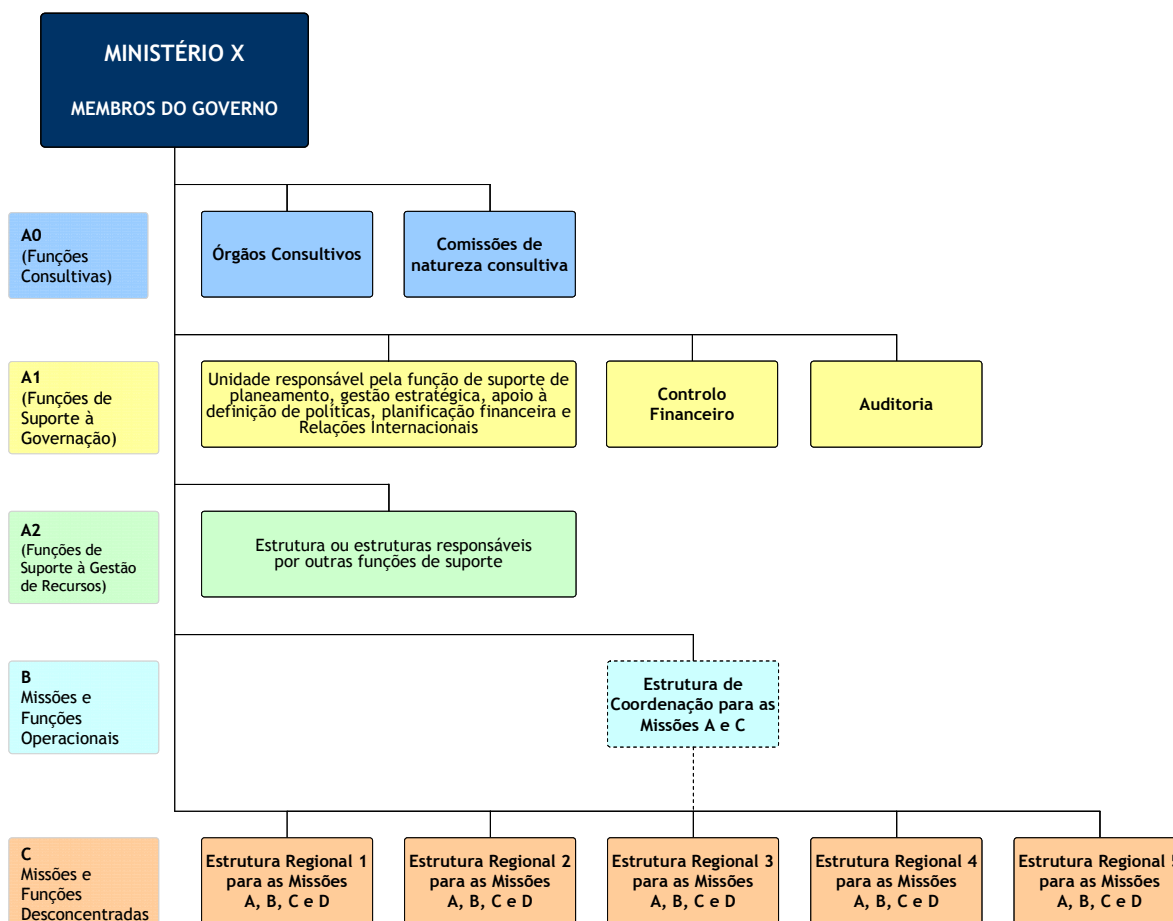 MINISTÉRIO X
MEMBROS DO GOVERNO
A0
(Funções
Consultivas)
Órgãos Consultivos
Comissões de
natureza consultiva
A1
(Funções de
Suporte à
Governação)
Unidade responsável pela função de suporte de
planeamento, gestão estratégica, apoio à
definição de políticas, planificação financeira e
Relações Internacionais
Controlo
Financeiro
Auditoria
A2
(Funções de
Suporte à Gestão
de Recursos)
Estrutura ou estruturas responsáveis
por outras funções de suporte
B
Missões e
Funções
Operacionais
Estrutura de
Coordenação para as
Missões A e C
C
Missões e
Funções
Desconcentradas
Estrutura Regional 1
para as Missões
A, B, C e D
Estrutura Regional 2
para as Missões
A, B, C e D
Estrutura Regional 3
para as Missões
A, B, C e D
Estrutura Regional 4
para as Missões
A, B, C e D
Estrutura Regional 5
para as Missões
A, B, C e D